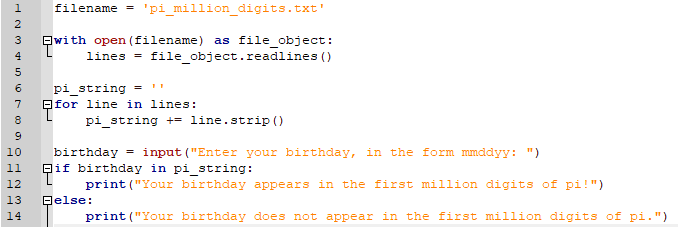 1 filename = 'pi_million_digits.txt'
2
3 with open(filename) as file_object:
4     lines = file_object.readlines()
5
6 pi_string = ''
7 for line in lines:
8     pi_string += line.strip()
9
10 birthday = input("Enter your birthday, in the form mmddyy: ")
11 if birthday in pi_string:
12     print("Your birthday appears in the first million digits of pi!")
13 else:
14     print("Your birthday does not appear in the first million digits of pi.")